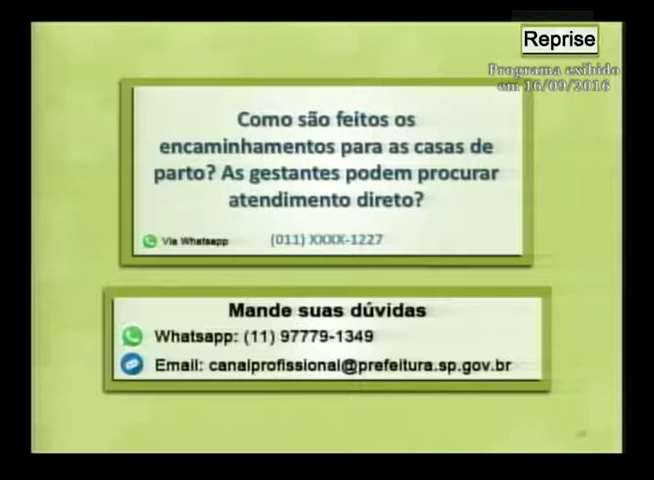 Reprise
Programa exibido
em 16/09/2016
Como são feitos os
encaminhamentos para as casas de
parto? As gestantes podem procurar
atendimento direto?
Via Whatsapp (011) XXXX-1227
Mande suas dúvidas
Whatsapp: (11) 97779-1349
Email: canalprofissional@prefeitura.sp.gov.br